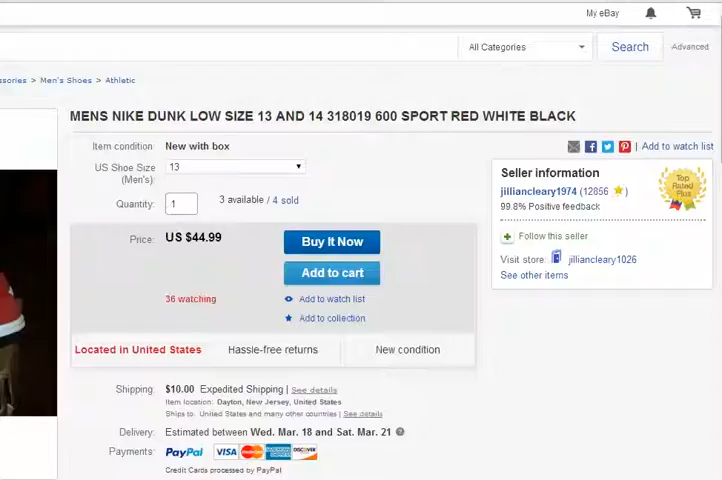 My eBay
All Categories Search Advanced
ssories > Men's Shoes > Athletic
MENS NIKE DUNK LOW SIZE 13 AND 14 318019 600 SPORT RED WHITE BLACK
Item condition: New with box
| Add to watch list
US Shoe Size (Men's): 13
Quantity: 1 3 available / 4 sold
Price: US $44.99
Buy It Now
Add to cart
36 watching
Add to watch list
Add to collection
Located in United States Hassle-free returns New condition
Shipping: $10.00 Expedited Shipping | See details
Item location: Dayton, New Jersey, United States
Ships to: United States and many other countries | See details
Delivery: Estimated between Wed. Mar. 18 and Sat. Mar. 21
Payments: PayPal VISA MasterCard AMERICAN EXPRESS DISCOVER
Credit Cards processed by PayPal
Seller information
jilliancleary1974 (12856 )
99.8% Positive feedback
Top Rated Plus
Follow this seller
Visit store: jilliancleary1026
See other items